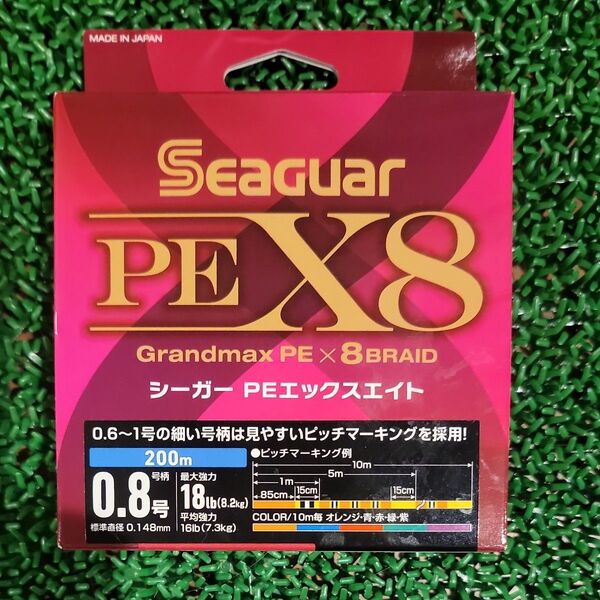 MADE IN JAPAN
Seaguar
PE X8
Grandmax PE × 8 BRAID
シーガー PEエックスエイト
0.6～1号の細い号柄は見やすいピッチマーキングを採用!
200m
号柄
0.8号
標準直径 0.148mm
最大強力
18lb(8.2kg)
平均強力
16lb(7.3kg)
●ピッチマーキング例
10m
5m
1m
85cm
15cm
15cm
COLOR/10m毎 オレンジ・青・赤・緑・紫